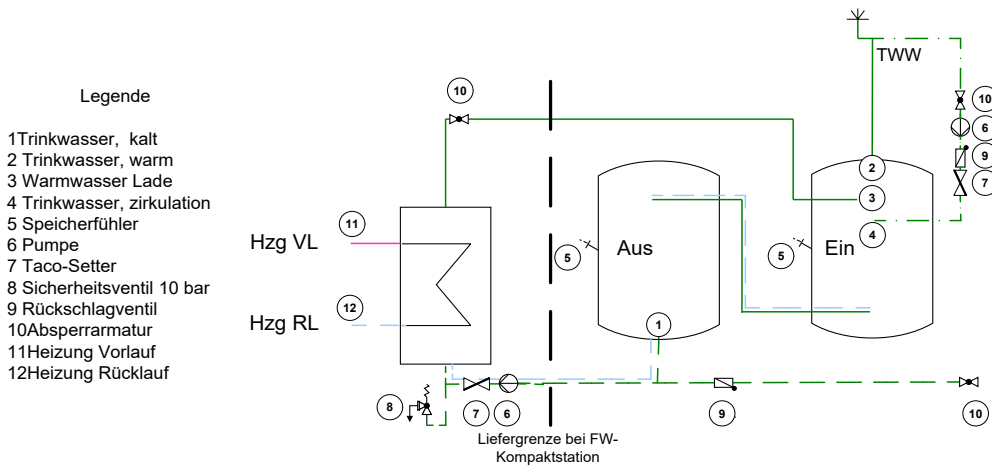 Legende
1Trinkwasser, kalt
2 Trinkwasser, warm
3 Warmwasser Lade
4 Trinkwasser, zirkulation
5 Speicherfühler
6 Pumpe
7 Taco-Setter
8 Sicherheitsventil 10 bar
9 Rückschlagventil
10Absperrarmatur
11Heizung Vorlauf
12Heizung Rücklauf
Hzg VL
11
Hzg RL
12
10
8
7
6
Liefergrenze bei FW-
Kompaktstation
5
Aus
1
9
5
Ein
2
3
4
TWW
10
6
9
7
10